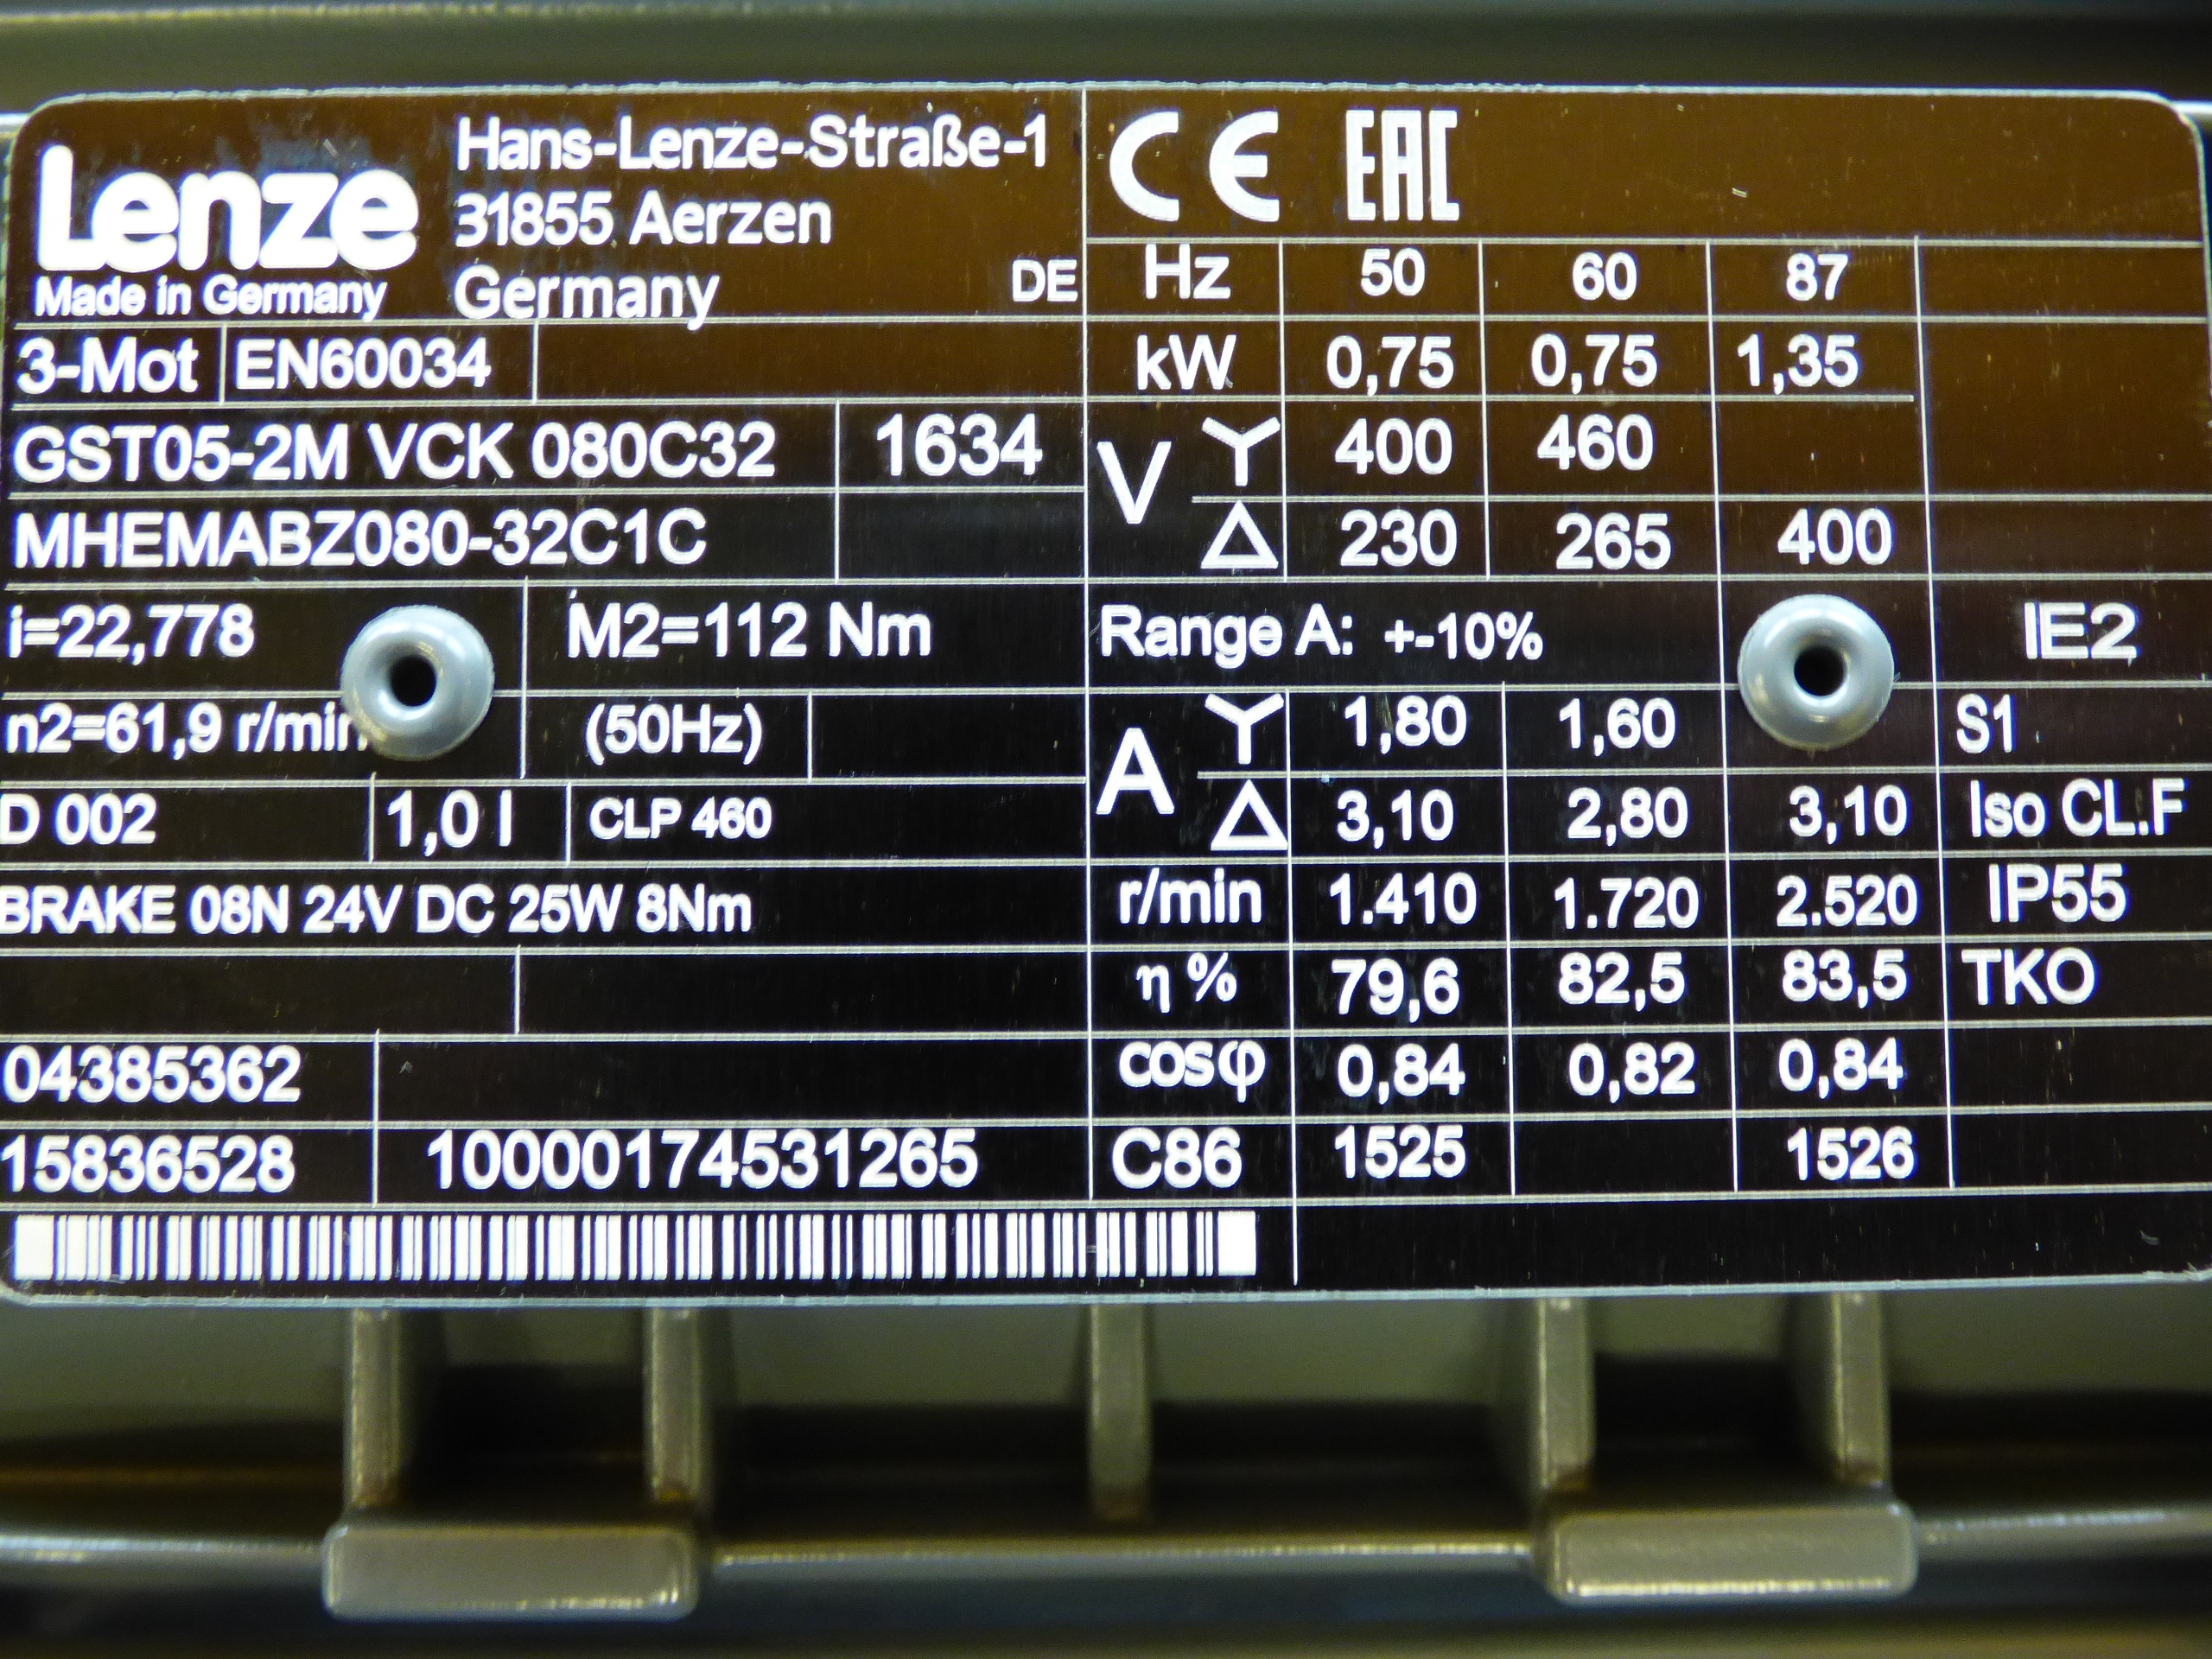 Lenze
Made in Germany
Hans-Lenze-Straße-1
31855 Aerzen
Germany
DE
3-Mot EN60034
GST05-2M VCK 080C32 1634
MHEMABZ080-32C1C
i=22,778 M2=112 Nm
n2=61,9 r/min (50Hz)
D 002 1,0 l CLP 460
BRAKE 08N 24V DC 25W 8Nm
04385362
15836528 10000174531265
CE EAC
Hz 50 60 87
kW 0,75 0,75 1,35
V Y 400 460
Δ 230 265 400
Range A: +-10% IE2
A Y 1,80 1,60 S1
Δ 3,10 2,80 3,10 Iso CL.F
r/min 1.410 1.720 2.520 IP55
η % 79,6 82,5 83,5 TKO
cosφ 0,84 0,82 0,84
C86 1525 1526